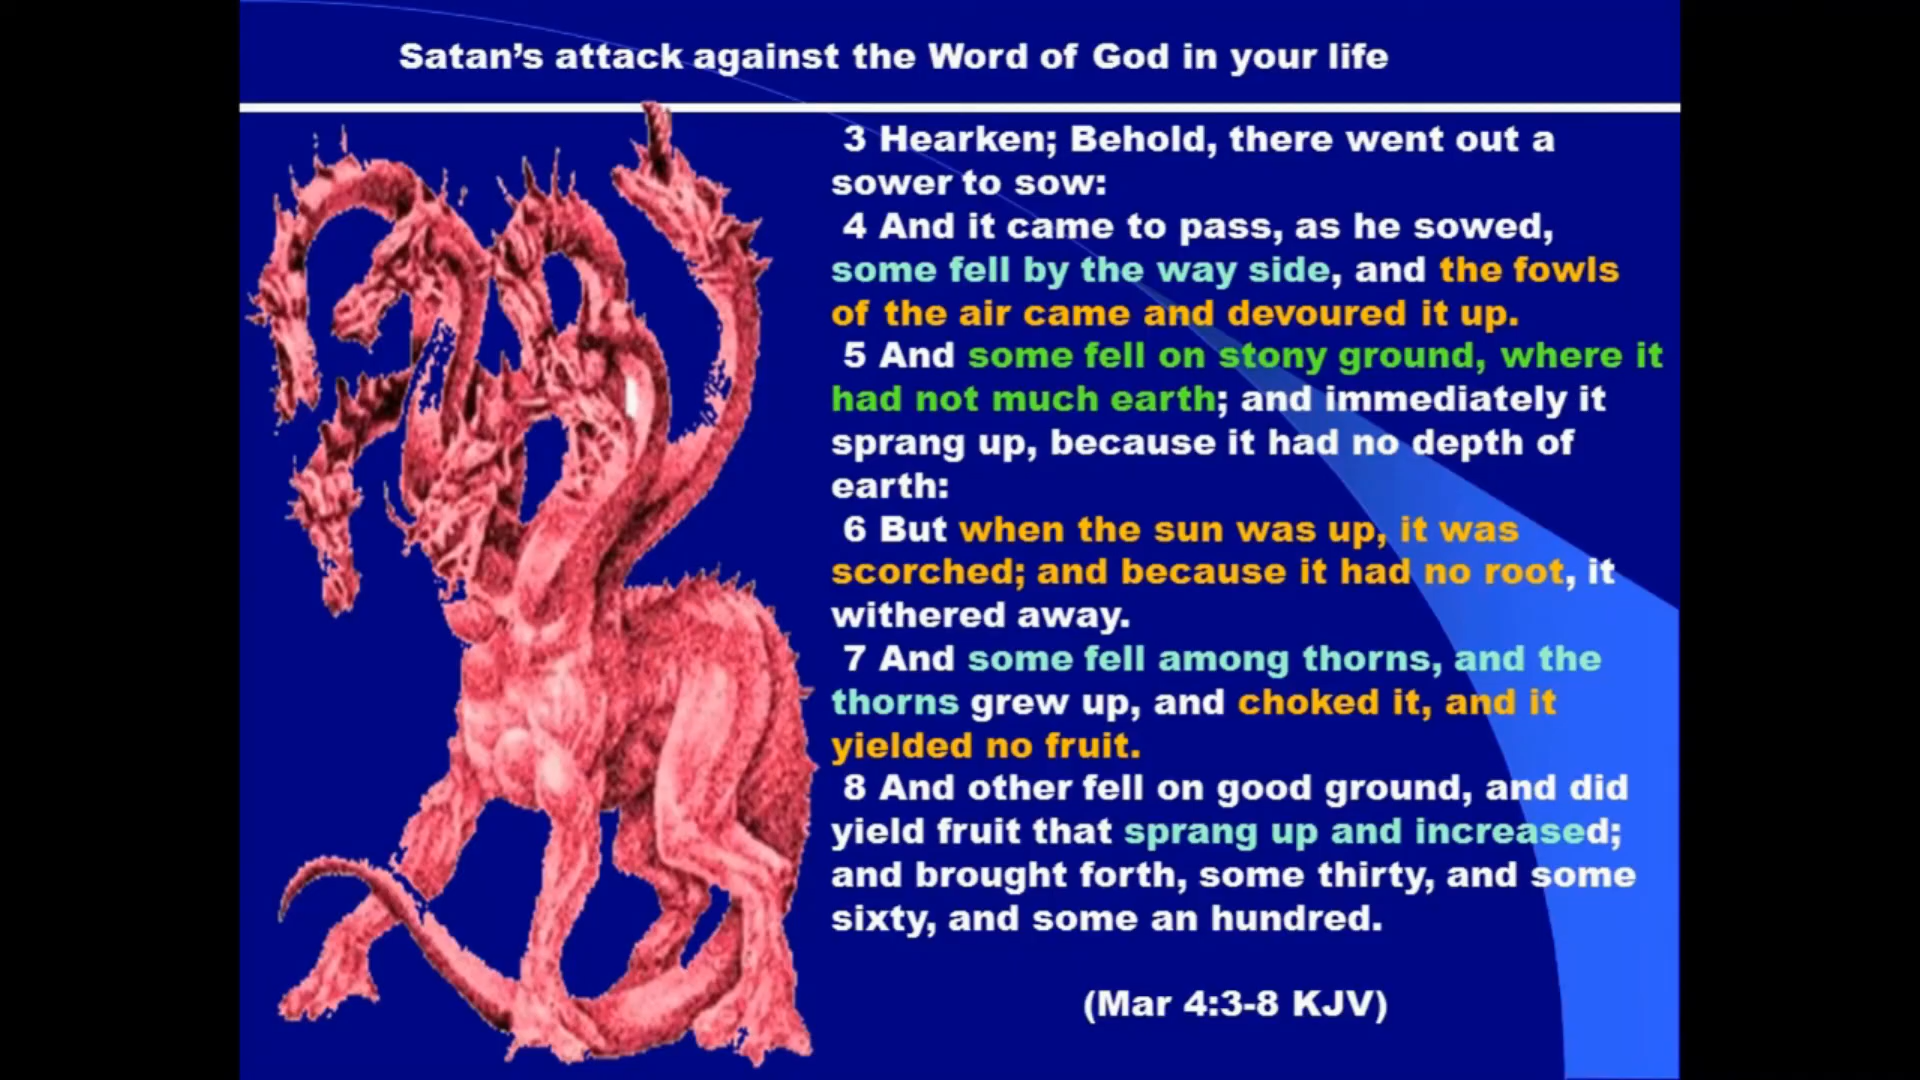 Satan's attack against the Word of God in your life
3 Hearken; Behold, there went out a
sower to sow:
4 And it came to pass, as he sowed,
some fell by the way side, and the fowls
of the air came and devoured it up.
5 And some fell on stony ground, where it
had not much earth; and immediately it
sprang up, because it had no depth of
earth:
6 But when the sun was up, it was
scorched; and because it had no root, it
withered away.
7 And some fell among thorns, and the
thorns grew up, and choked it, and it
yielded no fruit.
8 And other fell on good ground, and did
yield fruit that sprang up and increased;
and brought forth, some thirty, and some
sixty, and some an hundred.
(Mar 4:3-8 KJV)